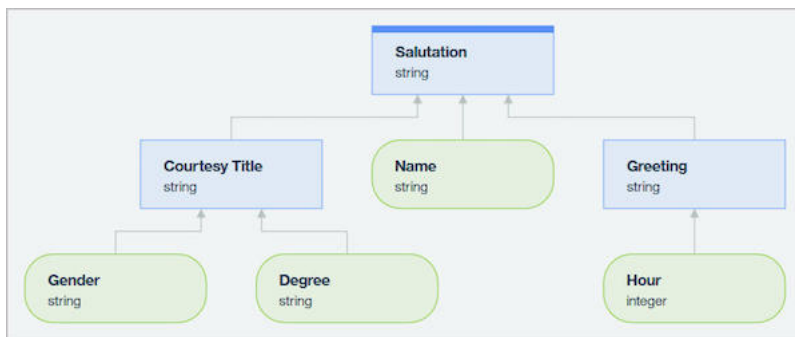 Salutation
string
Courtesy Title
string
Name
string
Greeting
string
Gender
string
Degree
string
Hour
integer